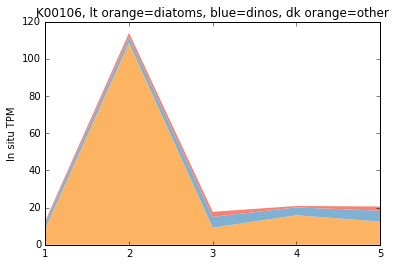 K00106, lt orange=diatoms, blue=dinos, dk orange=other
120
100
80
60
40
20
0
In situ TPM
1 2 3 4 5